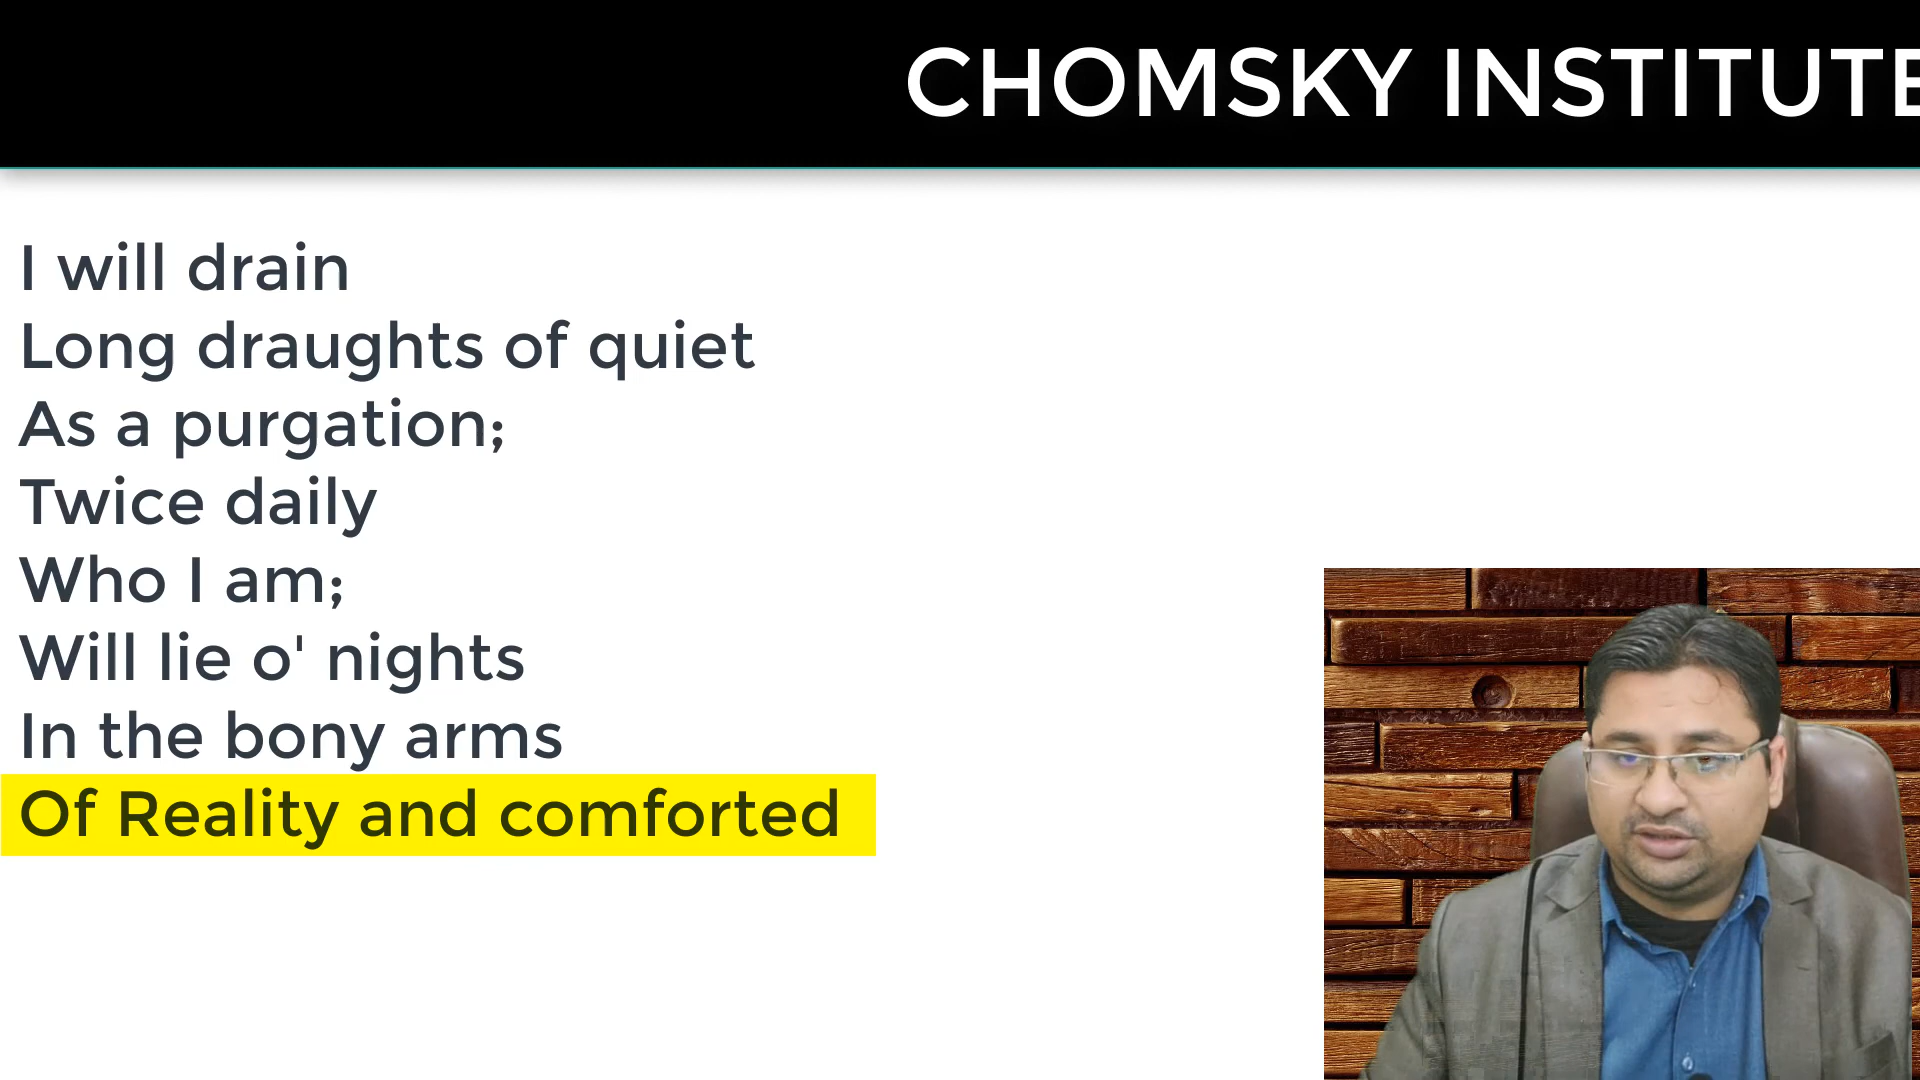 CHOMSKY INSTITUTE
I will drain
Long draughts of quiet
As a purgation;
Twice daily
Who I am;
Will lie o' nights
In the bony arms
Of Reality and comforted